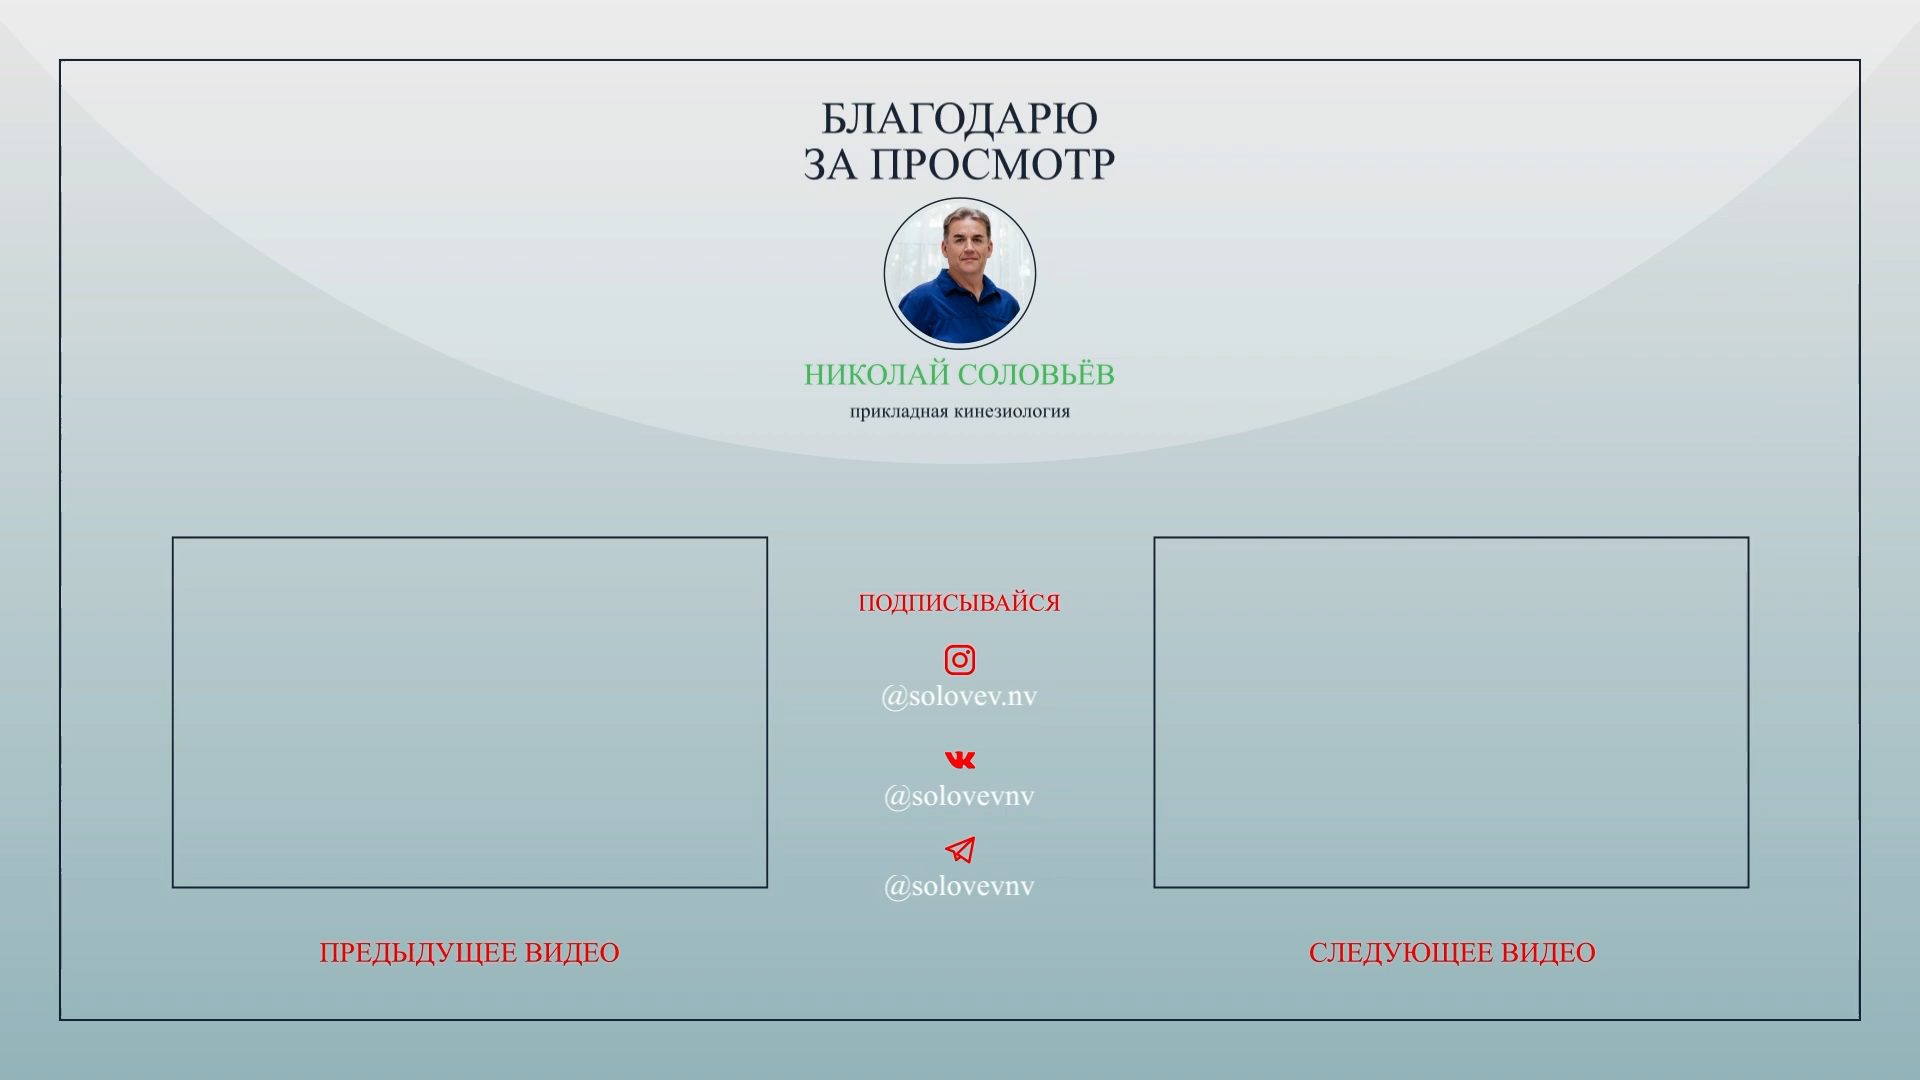 БЛАГОДАРЮ
ЗА ПРОСМОТР
НИКОЛАЙ СОЛОВЬЁВ
прикладная кинезиология
ПОДПИСЫВАЙСЯ
@solovev.nv
@solovevnv
@solovevnv
ПРЕДЫДУЩЕЕ ВИДЕО
СЛЕДУЮЩЕЕ ВИДЕО